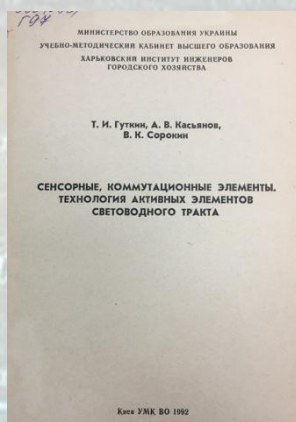 Г94
МИНИСТЕРСТВО ОБРАЗОВАНИЯ УКРАИНЫ
УЧЕБНО-МЕТОДИЧЕСКИЙ КАБИНЕТ ВЫСШЕГО ОБРАЗОВАНИЯ
ХАРЬКОВСКИЙ ИНСТИТУТ ИНЖЕНЕРОВ
ГОРОДСКОГО ХОЗЯЙСТВА
Т. И. Гуткин, А. В. Касьянов,
В. К. Сорокин
СЕНСОРНЫЕ, КОММУТАЦИОННЫЕ ЭЛЕМЕНТЫ.
ТЕХНОЛОГИЯ АКТИВНЫХ ЭЛЕМЕНТОВ
СВЕТОВОДНОГО ТРАКТА
Киев УМК ВО 1992